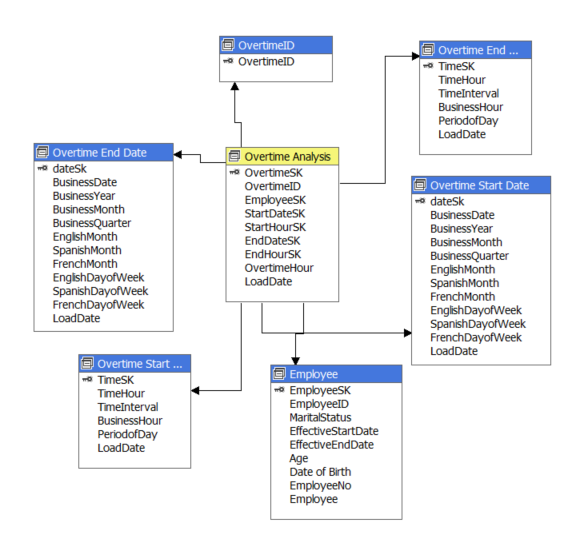 OvertimeID
OvertimeID
Overtime End ...
TimeSK
TimeHour
TimeInterval
BusinessHour
PeriodofDay
LoadDate
Overtime End Date
dateSk
BusinessDate
BusinessYear
BusinessMonth
BusinessQuarter
EnglishMonth
SpanishMonth
FrenchMonth
EnglishDayofWeek
SpanishDayofWeek
FrenchDayofWeek
LoadDate
Overtime Analysis
OvertimeSK
OvertimeID
EmployeeSK
StartDateSK
StartHourSK
EndDateSK
EndHourSK
OvertimeHour
LoadDate
Overtime Start Date
dateSk
BusinessDate
BusinessYear
BusinessMonth
BusinessQuarter
EnglishMonth
SpanishMonth
FrenchMonth
EnglishDayofWeek
SpanishDayofWeek
FrenchDayofWeek
LoadDate
Overtime Start ...
TimeSK
TimeHour
TimeInterval
BusinessHour
PeriodofDay
LoadDate
Employee
EmployeeSK
EmployeeID
MaritalStatus
EffectiveStartDate
EffectiveEndDate
Age
Date of Birth
EmployeeNo
Employee